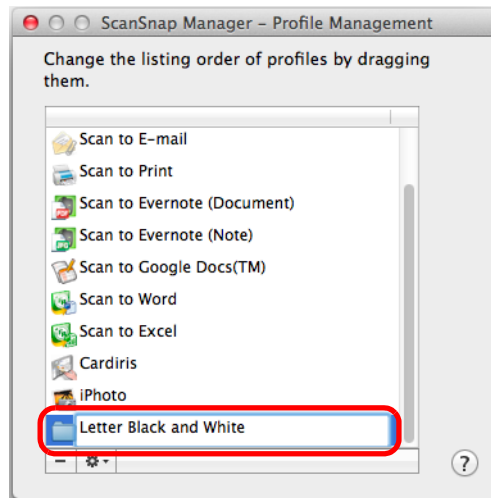 ScanSnap Manager – Profile Management
Change the listing order of profiles by dragging
them.
Scan to E-mail
Scan to Print
Scan to Evernote (Document)
Scan to Evernote (Note)
Scan to Google Docs(TM)
Scan to Word
Scan to Excel
Cardiris
iPhoto
Letter Black and White
?